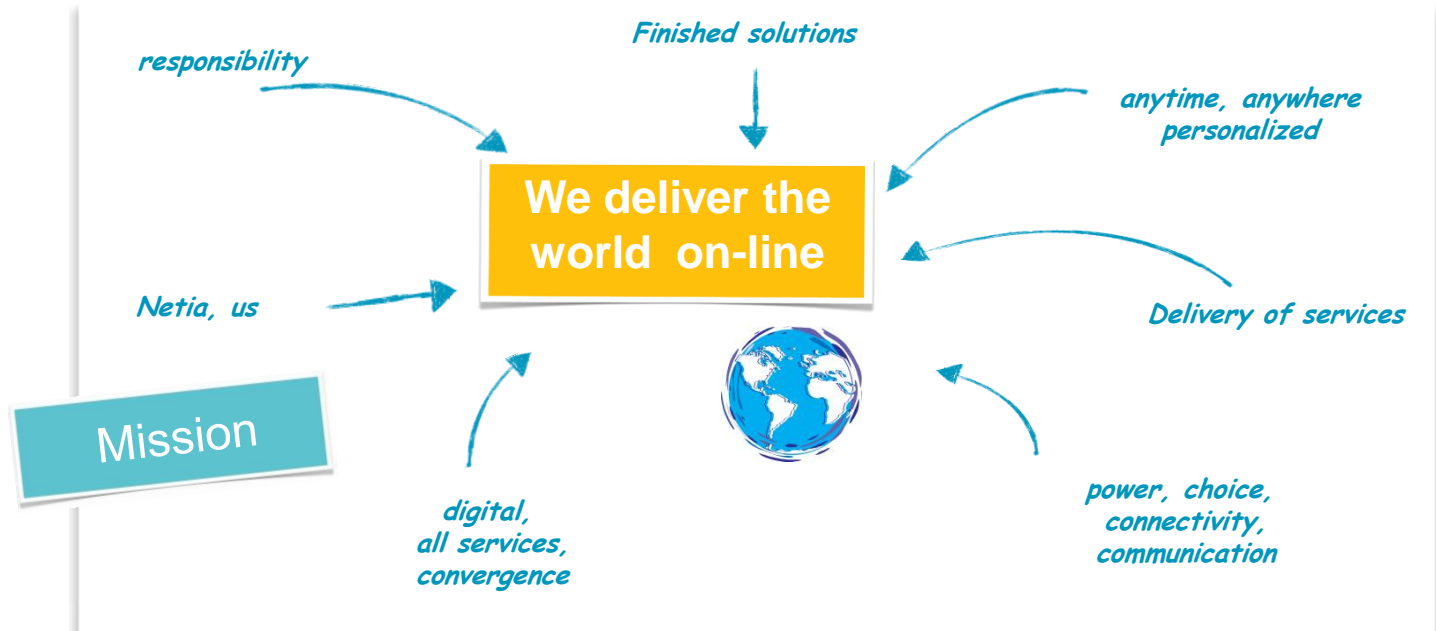 Finished solutions
responsibility
anytime, anywhere
personalized
We deliver the
world on-line
Netia, us
Delivery of services
Mission
digital,
all services,
convergence
power, choice,
connectivity,
communication